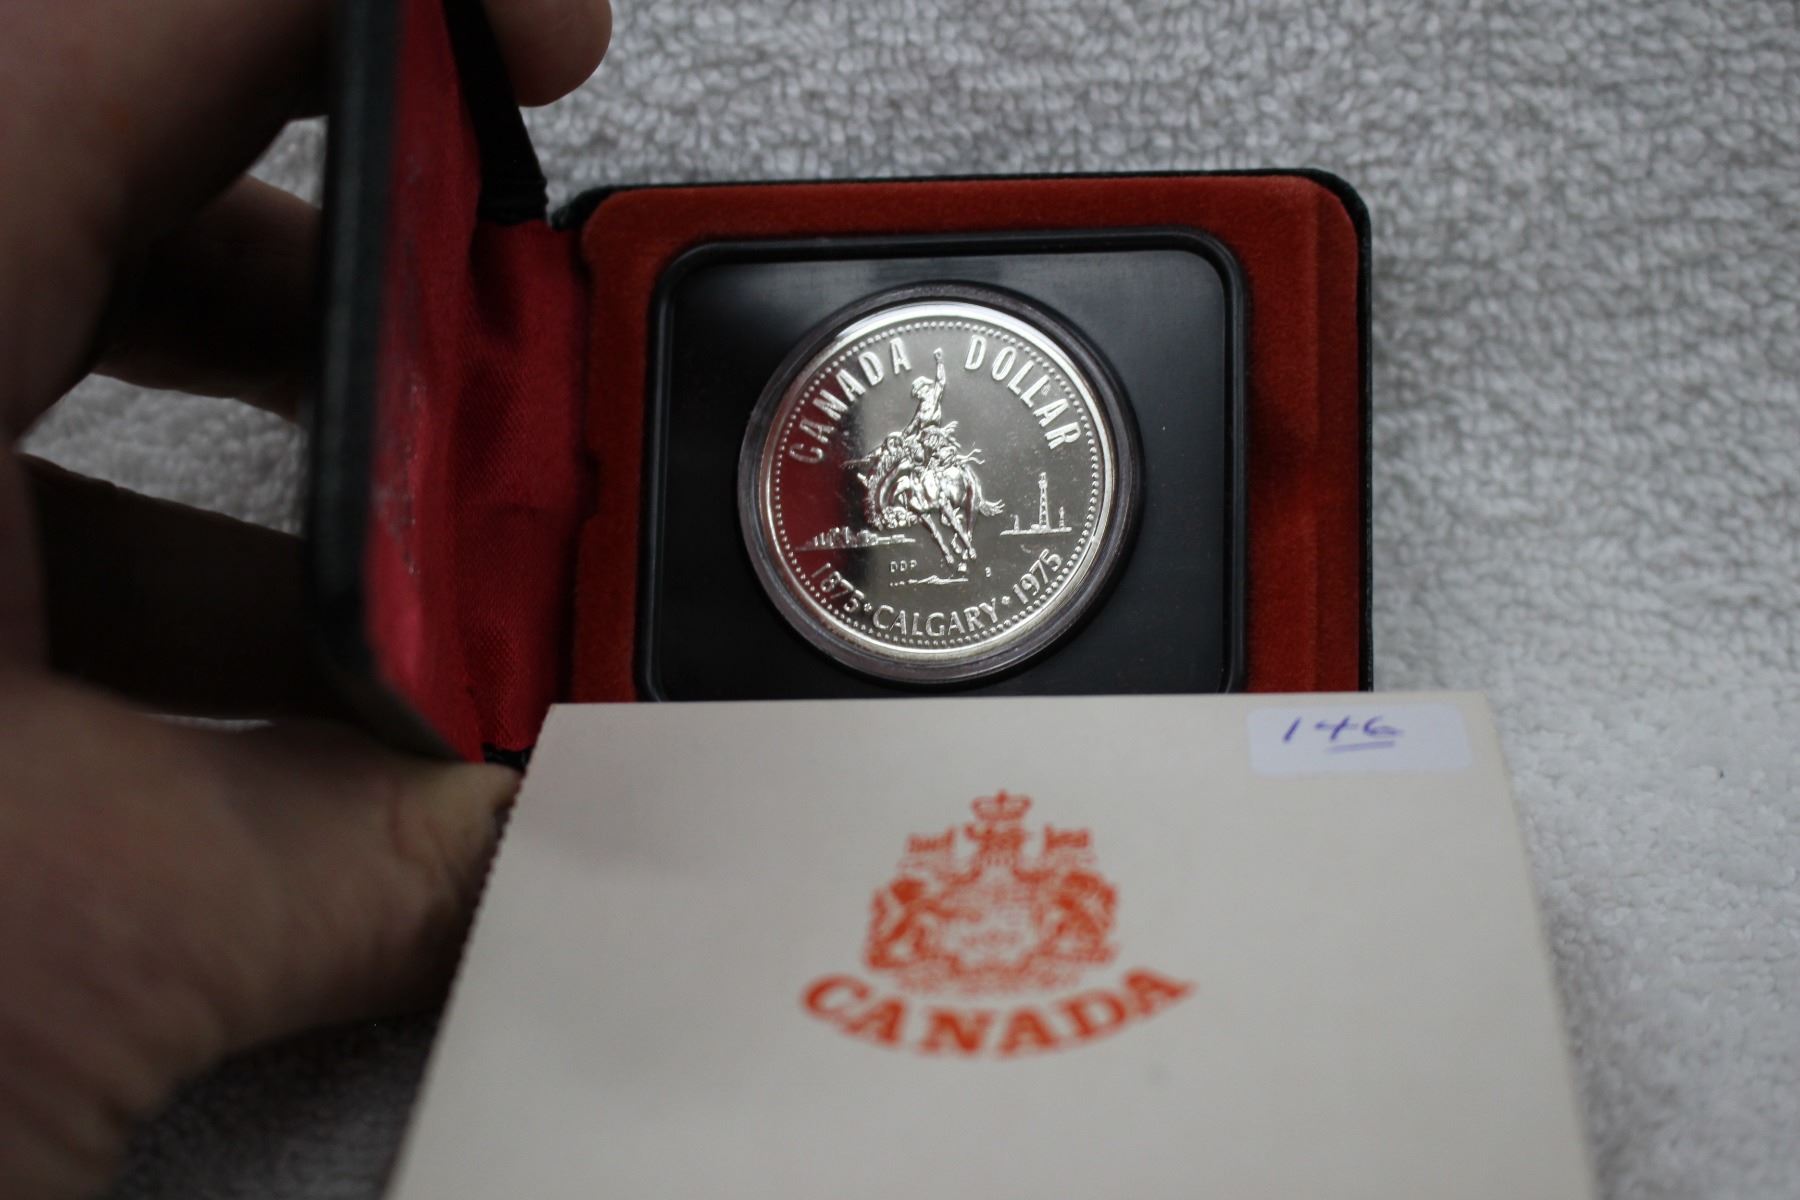 CANADA DOLLAR
DDP B
1875 • CALGARY • 1975
146
CANADA